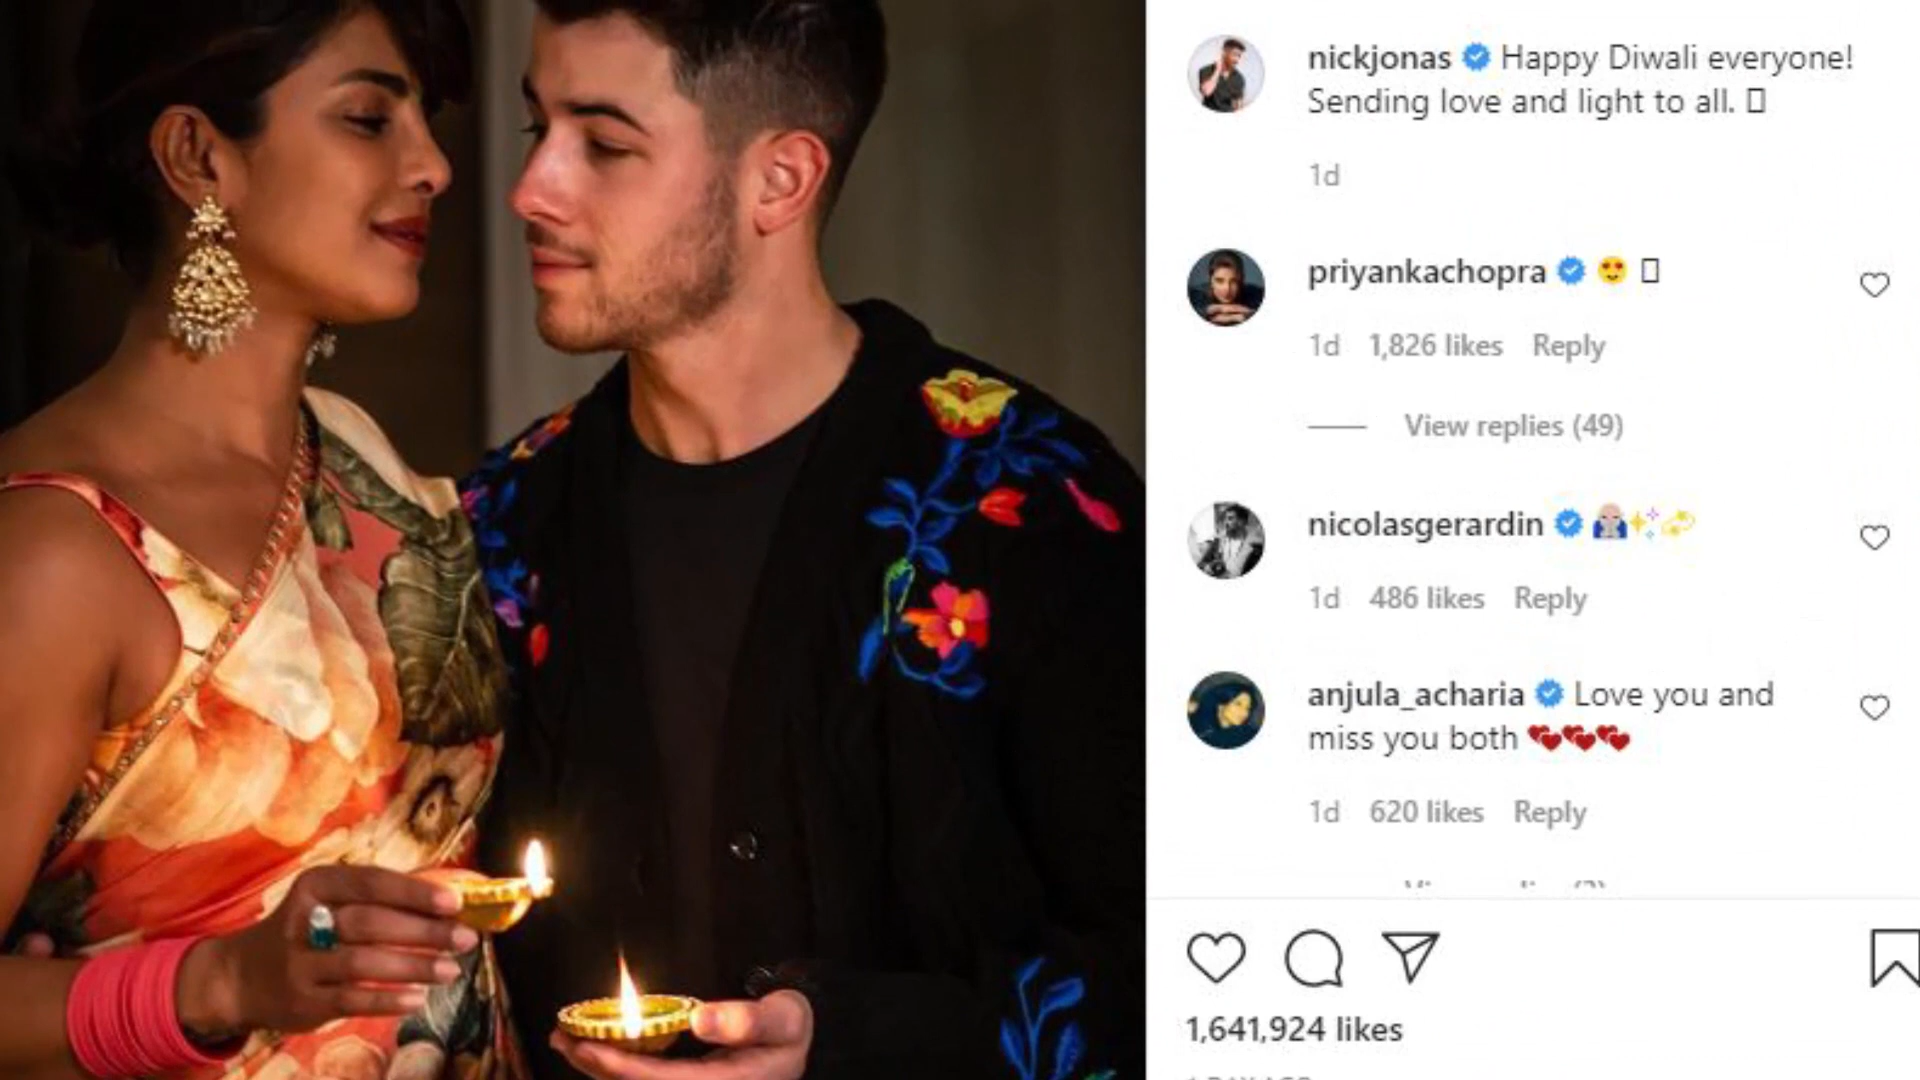 nickjonas Happy Diwali everyone!
Sending love and light to all.
1d
priyankachopra 😍
1d 1,826 likes Reply
View replies (49)
nicolasgerardin
1d 486 likes Reply
anjula_acharia Love you and
miss you both 💕💕💕
1d 620 likes Reply
1,641,924 likes